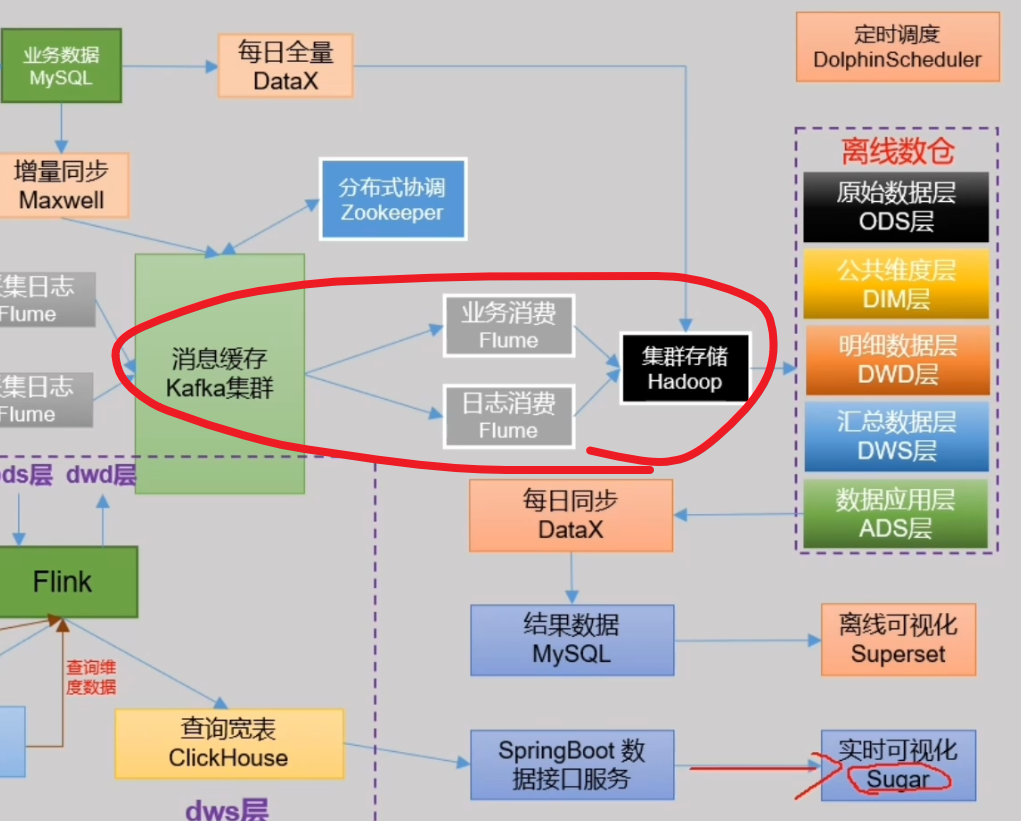 业务数据
MySQL
每日全量
DataX
定时调度
DolphinScheduler
增量同步
Maxwell
分布式协调
Zookeeper
离线数仓
原始数据层
ODS层
公共维度层
DIM层
明细数据层
DWD层
汇总数据层
DWS层
数据应用层
ADS层
集日志
Flume
集日志
Flume
消息缓存
Kafka集群
业务消费
Flume
日志消费
Flume
集群存储
Hadoop
ds层 dwd层
Flink
每日同步
DataX
结果数据
MySQL
离线可视化
Superset
查询维
度数据
查询宽表
ClickHouse
SpringBoot 数
据接口服务
实时可视化
Sugar
dws层